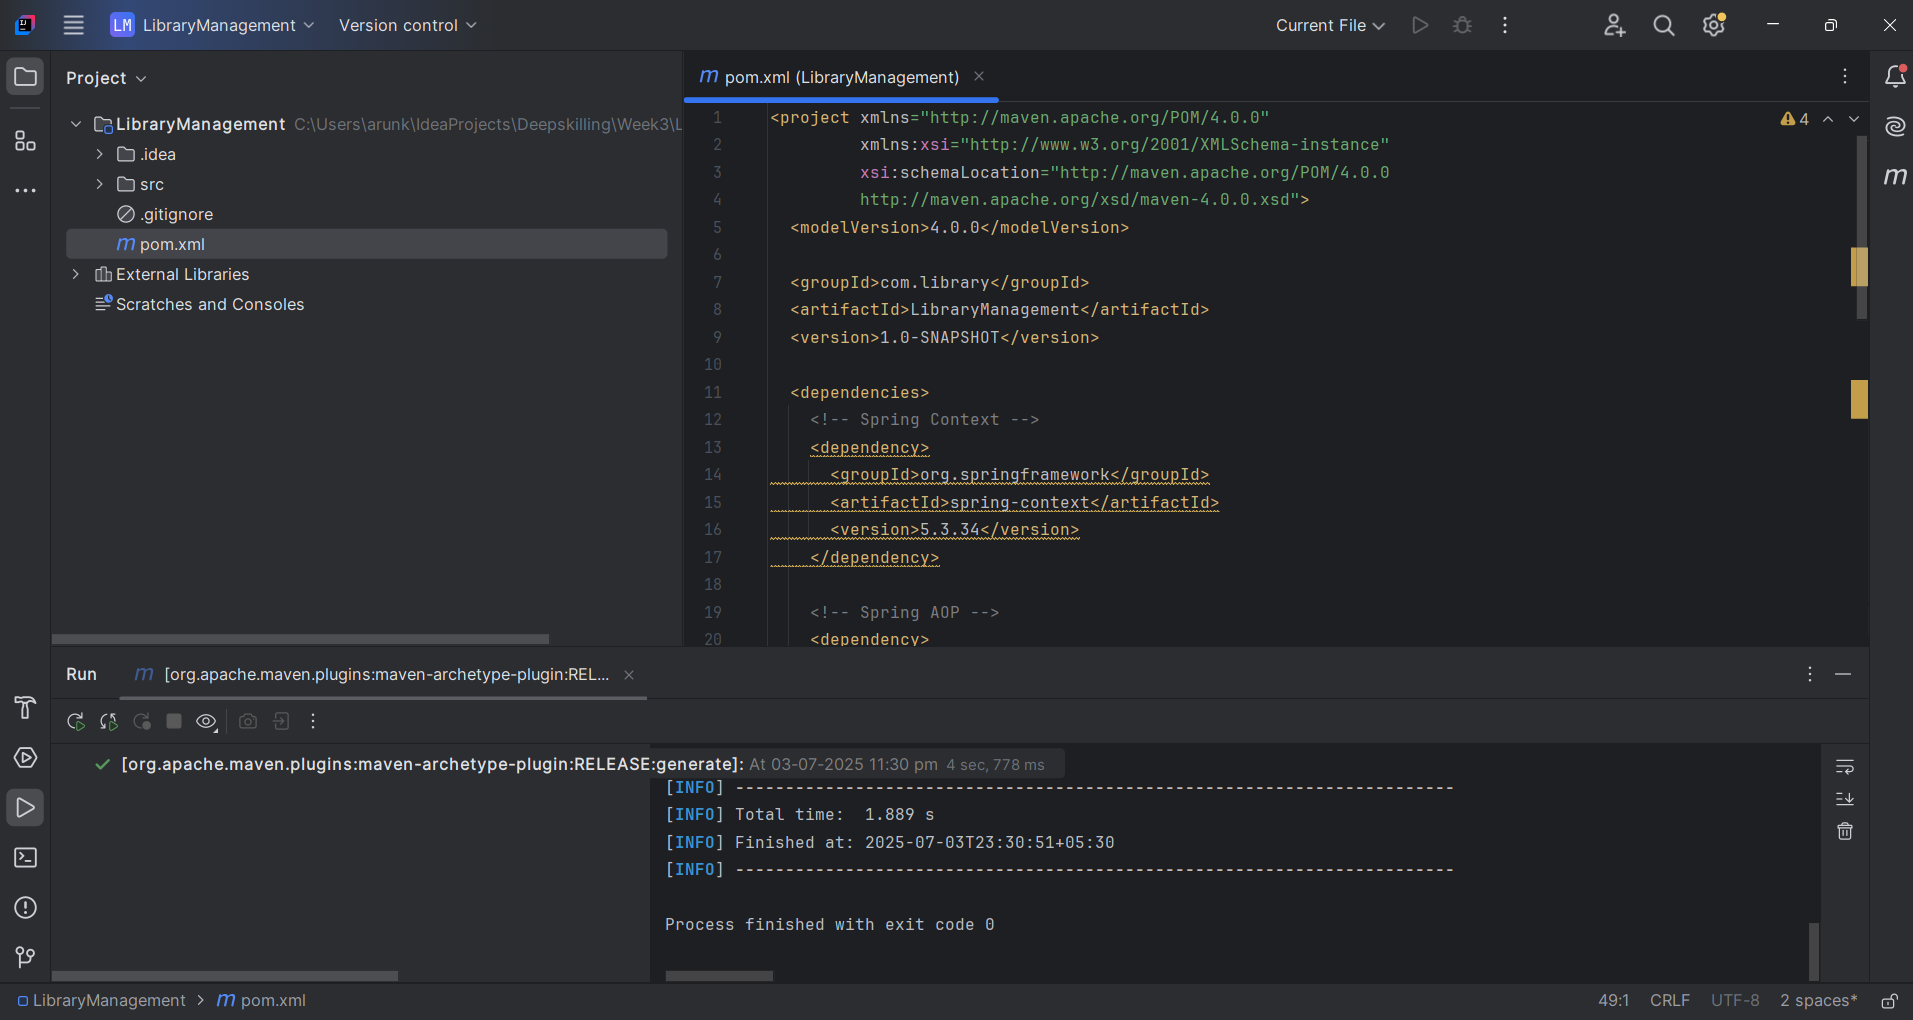 LM LibraryManagement Version control Current File
Project
LibraryManagement C:\Users\arunk\IdeaProjects\Deepskilling\Week3\L
.idea
src
.gitignore
m pom.xml
External Libraries
Scratches and Consoles
m pom.xml (LibraryManagement)
4
m
1 <project xmlns="http://maven.apache.org/POM/4.0.0"
2 xmlns:xsi="http://www.w3.org/2001/XMLSchema-instance"
3 xsi:schemaLocation="http://maven.apache.org/POM/4.0.0
4 http://maven.apache.org/xsd/maven-4.0.0.xsd">
5 <modelVersion>4.0.0</modelVersion>
6
7 <groupId>com.library</groupId>
8 <artifactId>LibraryManagement</artifactId>
9 <version>1.0-SNAPSHOT</version>
10
11 <dependencies>
12 <!-- Spring Context -->
13 <dependency>
14 <groupId>org.springframework</groupId>
15 <artifactId>spring-context</artifactId>
16 <version>5.3.34</version>
17 </dependency>
18
19 <!-- Spring AOP -->
20 <dependency>
Run m [org.apache.maven.plugins:maven-archetype-plugin:REL...
[org.apache.maven.plugins:maven-archetype-plugin:RELEASE:generate]: At 03-07-2025 11:30 pm 4 sec, 778 ms
[INFO] ------------------------------------------------------------------------
[INFO] Total time:  1.889 s
[INFO] Finished at: 2025-07-03T23:30:51+05:30
[INFO] ------------------------------------------------------------------------
Process finished with exit code 0
LibraryManagement > m pom.xml 49:1 CRLF UTF-8 2 spaces*